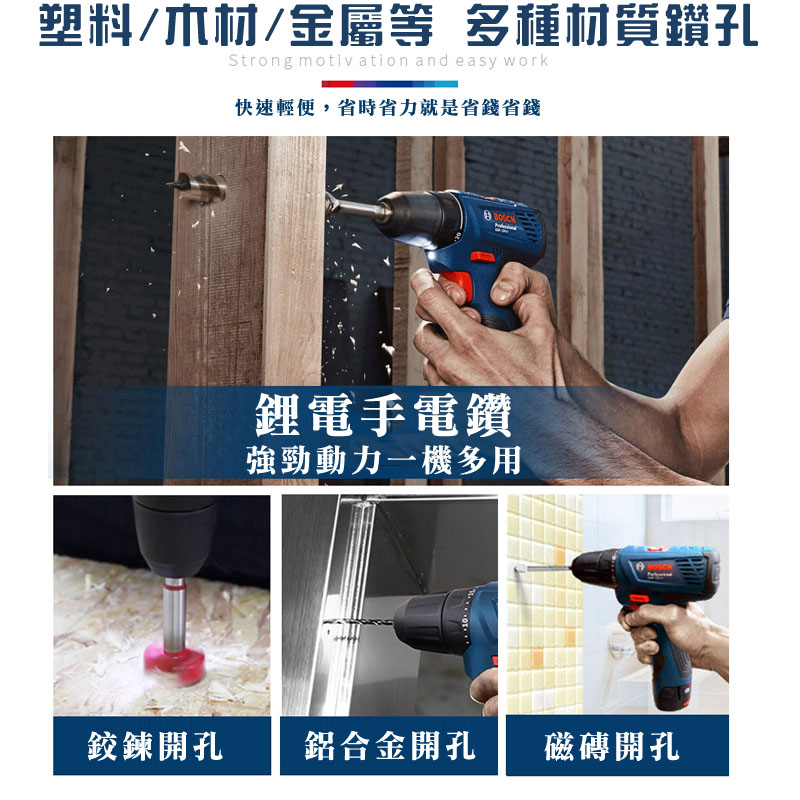 塑料/木材/金屬等 多種材質鑽孔
Strong motivation and easy work
快速輕便，省時省力就是省錢省錢
BOSCH
Professional
鋰電手電鑽
強勁動力一機多用
BOSCH
Professional
鉸鍊開孔
鋁合金開孔
磁磚開孔